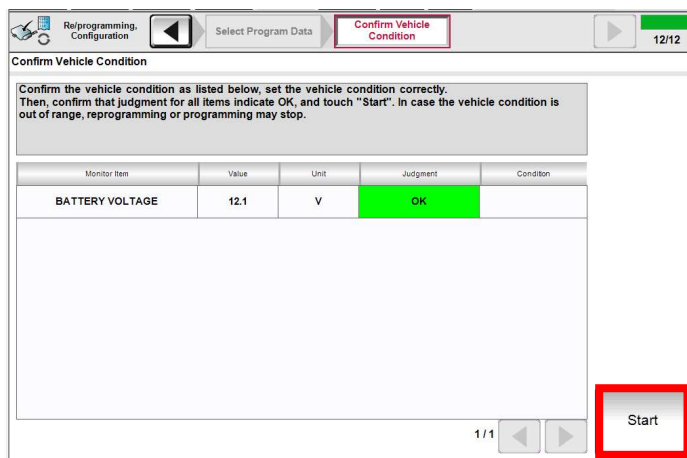 Re/programming,
Configuration
Select Program Data
Confirm Vehicle
Condition
12/12
Confirm Vehicle Condition
Confirm the vehicle condition as listed below, set the vehicle condition correctly.
Then, confirm that judgment for all items indicate OK, and touch "Start". In case the vehicle condition is
out of range, reprogramming or programming may stop.
Monitor Item Value Unit Judgment Condition
BATTERY VOLTAGE 12.1 V OK
1/1
Start